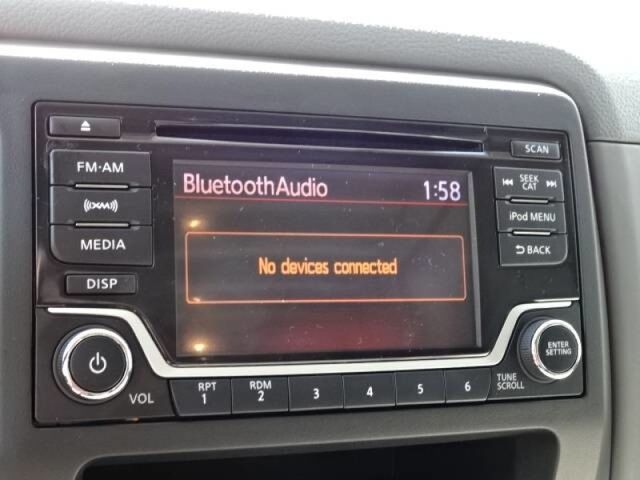 SCAN
FM·AM
BluetoothAudio
1:58
SEEK
CAT
((XM))
iPod MENU
MEDIA
BACK
No devices connected
DISP
ENTER
SETTING
VOL
RPT
1
RDM
2
3
4
5
6
TUNE
SCROLL